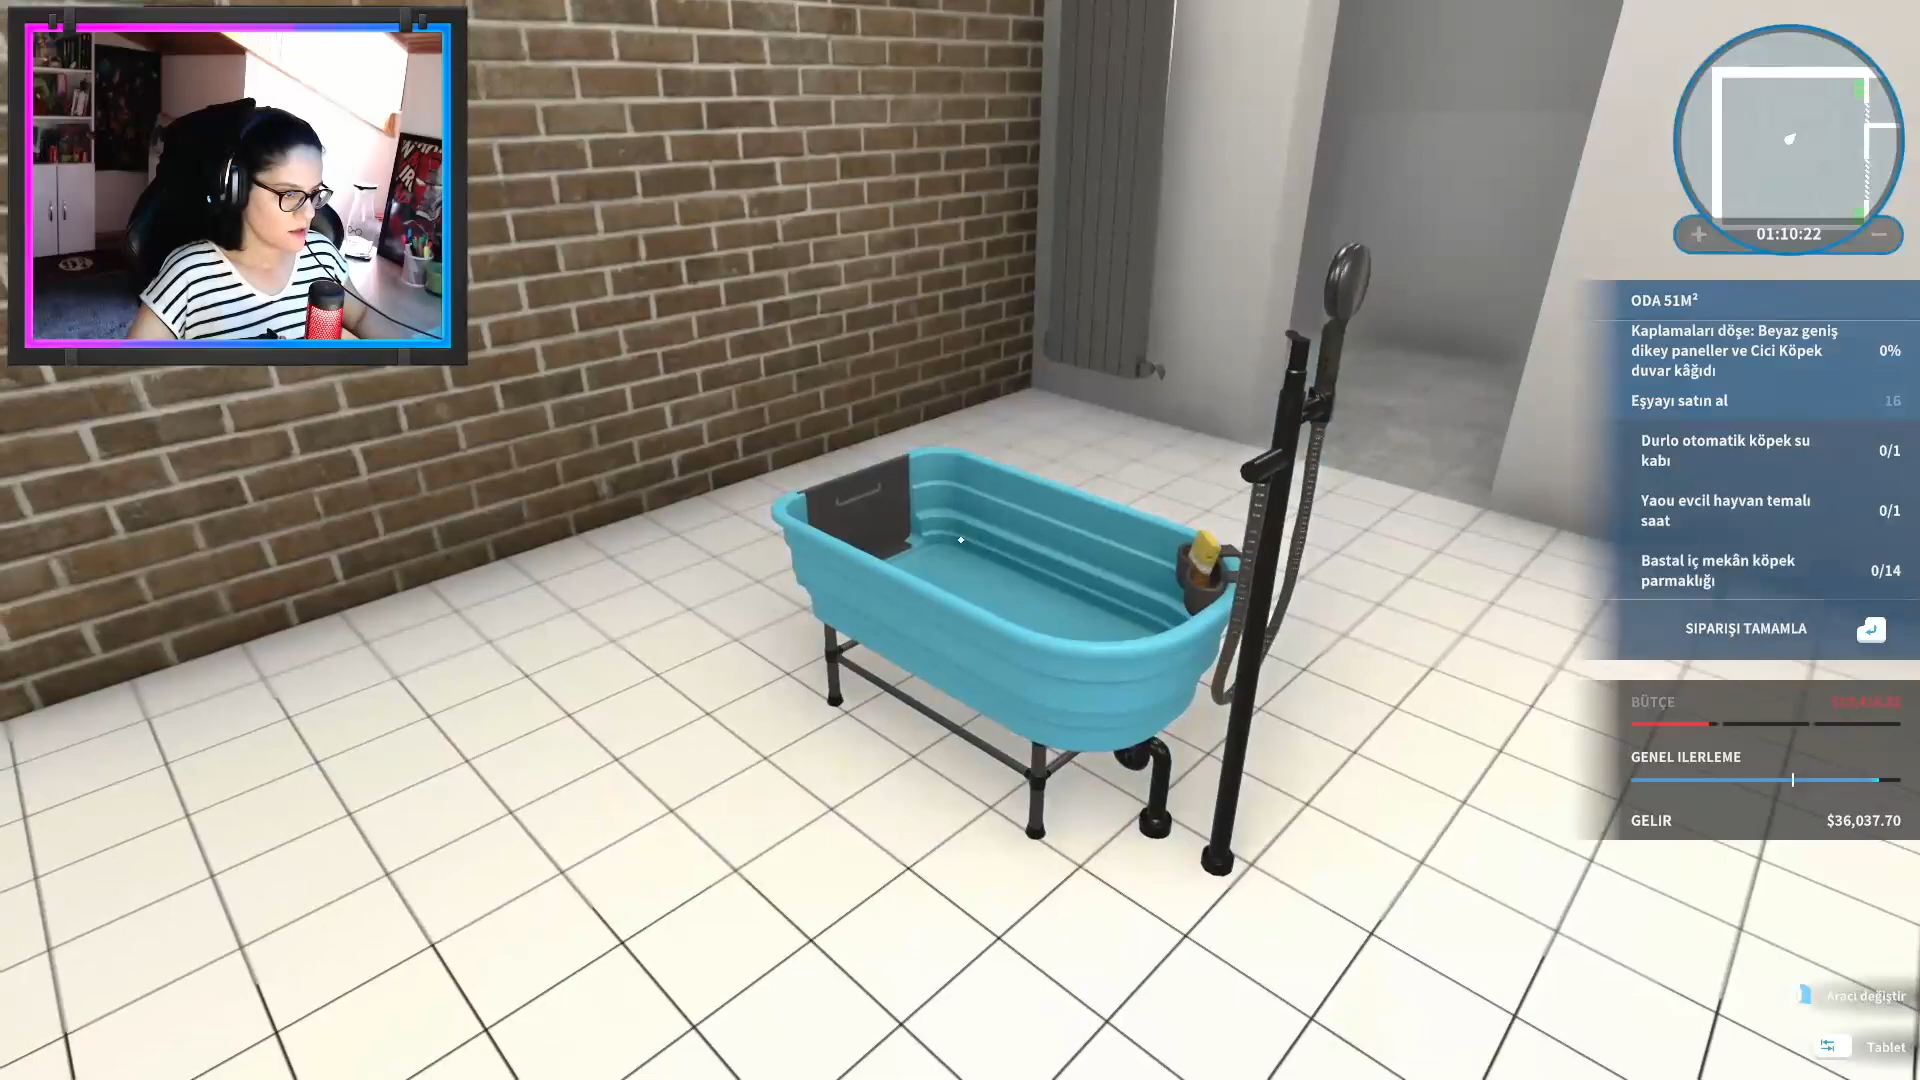 01:10:22
ODA 51M²
Kaplamaları döşe: Beyaz geniş
dikey paneller ve Cici Köpek
duvar kâğıdı
0%
Eşyayı satın al
16
Durlo otomatik köpek su
kabı
0/1
Yaou evcil hayvan temalı
saat
0/1
Bastal iç mekân köpek
parmaklığı
0/14
SIPARIŞI TAMAMLA
BÜTÇE
GENEL ILERLEME
GELIR
$36,037.70
Aracı değiştir
Tablet